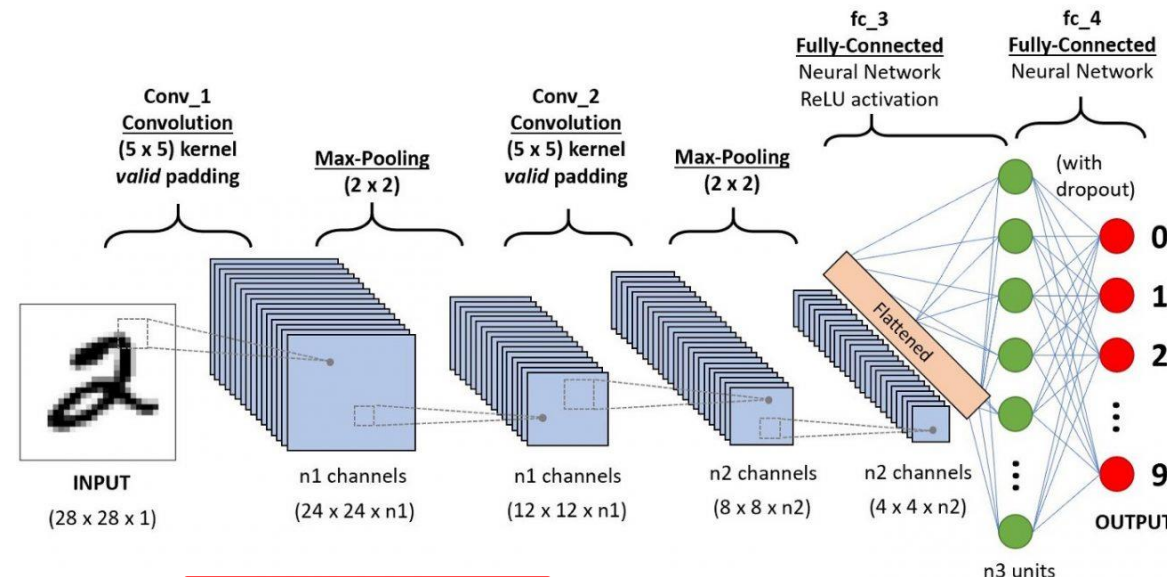 Conv_1
Convolution
(5 x 5) kernel
valid padding
Max-Pooling
(2 x 2)
Conv_2
Convolution
(5 x 5) kernel
valid padding
Max-Pooling
(2 x 2)
fc_3
Fully-Connected
Neural Network
ReLU activation
fc_4
Fully-Connected
Neural Network
(with
dropout)
Flattened
0
1
2
9
OUTPUT
2
INPUT
(28 x 28 x 1)
n1 channels
(24 x 24 x n1)
n1 channels
(12 x 12 x n1)
n2 channels
(8 x 8 x n2)
n2 channels
(4 x 4 x n2)
n3 units